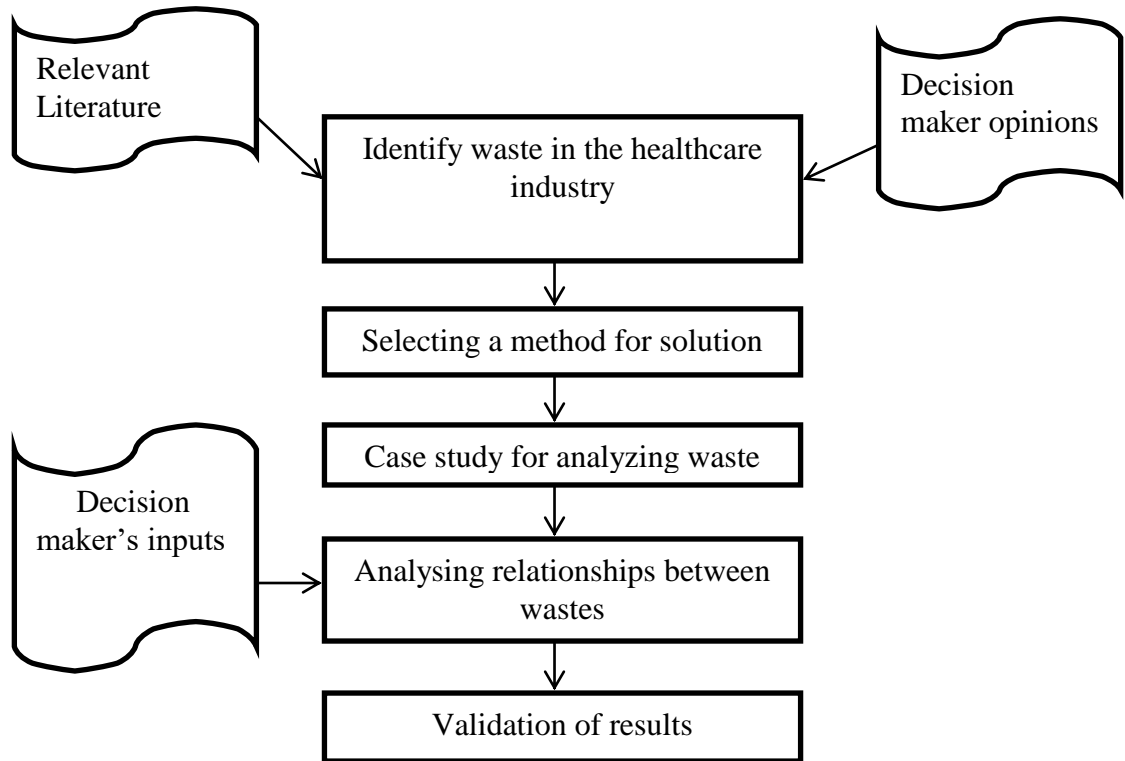 Relevant
Literature
Decision
maker opinions
Identify waste in the healthcare
industry
Selecting a method for solution
Case study for analyzing waste
Decision
maker’s inputs
Analysing relationships between
wastes
Validation of results